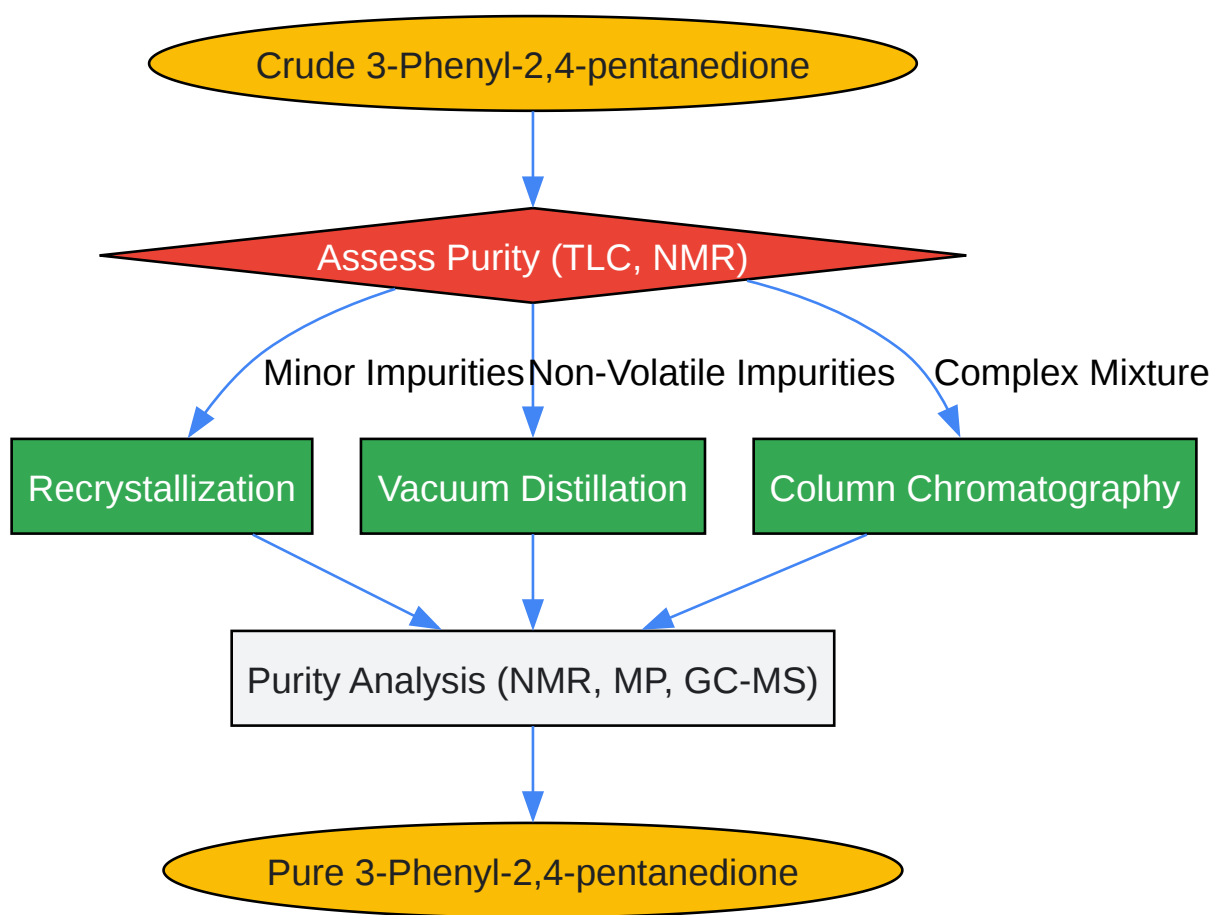 Crude 3-Phenyl-2,4-pentanedione
Assess Purity (TLC, NMR)
Minor Impurities
Non-Volatile Impurities
Complex Mixture
Recrystallization
Vacuum Distillation
Column Chromatography
Purity Analysis (NMR, MP, GC-MS)
Pure 3-Phenyl-2,4-pentanedione